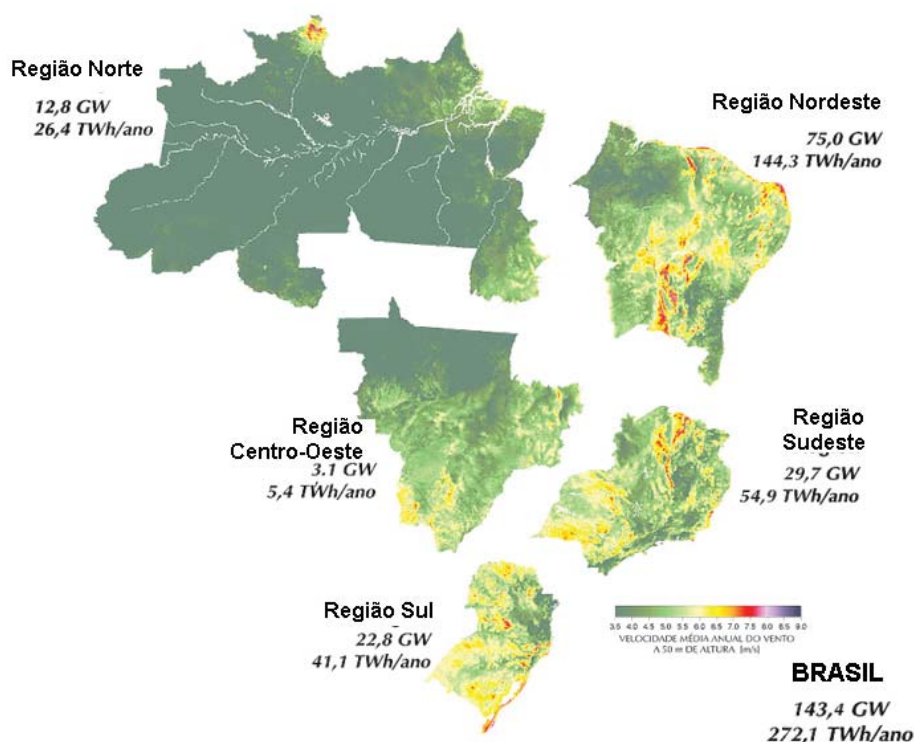 Região Norte
12,8 GW
26,4 TWh/ano
Região Nordeste
75,0 GW
144,3 TWh/ano
Região
Centro-Oeste
3.1 GW
5,4 TWh/ano
Região
Sudeste
29,7 GW
54,9 TWh/ano
Região Sul
22,8 GW
41,1 TWh/ano
3.5 4.0 4.5 5.0 5.5 6.0 6.5 7.0 7.5 8.0 8.5 9.0
VELOCIDADE MÉDIA ANUAL DO VENTO
A 50 m DE ALTURA [m/s]
BRASIL
143,4 GW
272,1 TWh/ano